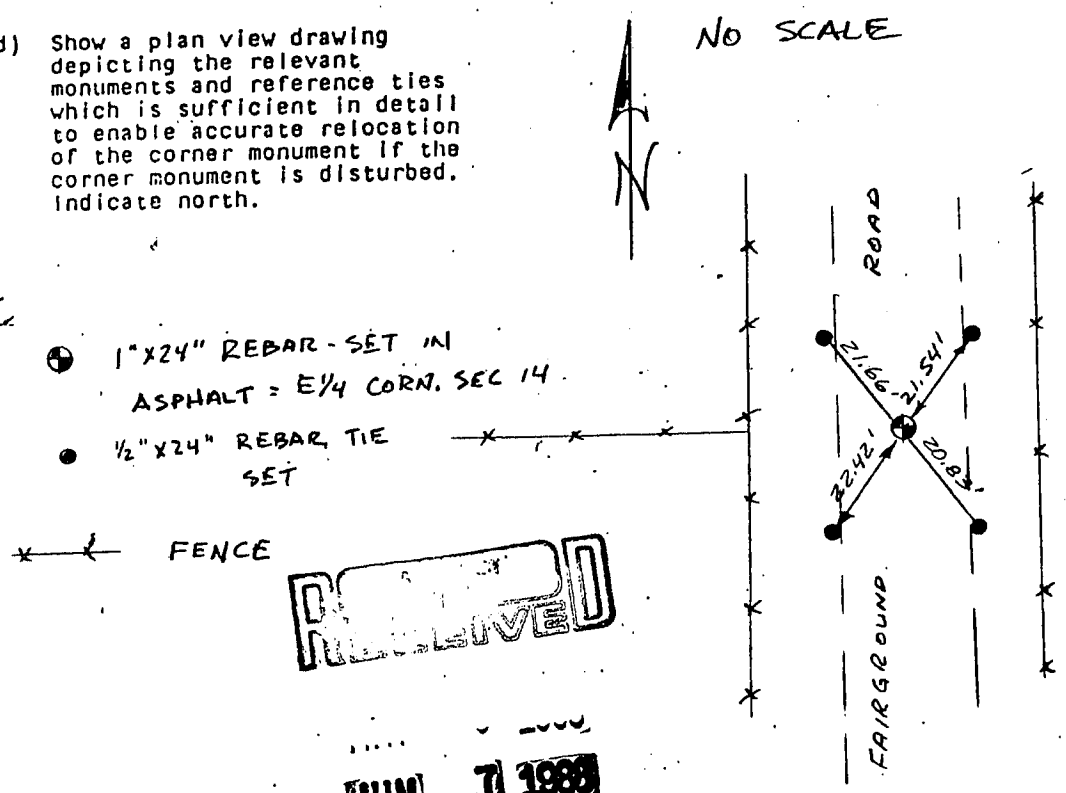 d) Show a plan view drawing
depicting the relevant
monuments and reference ties
which is sufficient in detail
to enable accurate relocation
of the corner monument if the
corner monument is disturbed.
Indicate north.
NO SCALE
N
ROAD
1"X24" REBAR - SET IN
ASPHALT = E1/4 CORN. SEC 14
1/2"X24" REBAR, TIE
SET
FENCE
21.66'
21.54'
22.42'
20.83'
FAIRGROUND
RECEIVED
7 1988